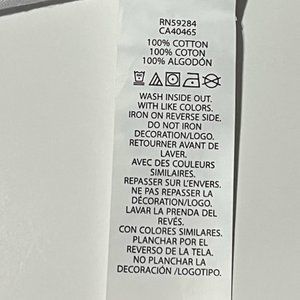 RN59284
CA40465
100% COTTON
100% COTON
100% ALGODÓN
WASH INSIDE OUT.
WITH LIKE COLORS.
IRON ON REVERSE SIDE.
DO NOT IRON
DECORATION/LOGO.
RETOURNER AVANT DE
LAVER.
AVEC DES COULEURS
SIMILAIRES.
REPASSER SUR L'ENVERS.
NE PAS REPASSER LA
DÉCORATION/LOGO.
LAVAR LA PRENDA DEL
REVÉS.
CON COLORES SIMILARES.
PLANCHAR POR EL
REVERSO DE LA TELA.
NO PLANCHAR LA
DECORACIÓN /LOGOTIPO.